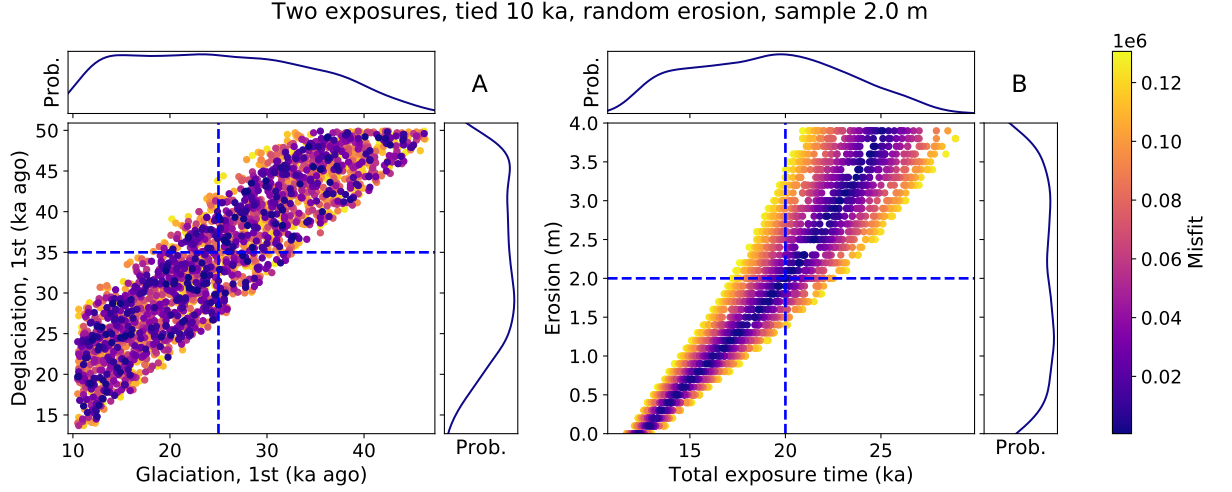 Two exposures, tied 10 ka, random erosion, sample 2.0 m
Prob.
A
50
45
40
35
30
25
20
15
Deglaciation, 1st (ka ago)
10
20
30
40
Glaciation, 1st (ka ago)
Prob.
Prob.
B
4.0
3.5
3.0
2.5
2.0
1.5
1.0
0.5
0.0
Erosion (m)
15
20
25
Total exposure time (ka)
Prob.
1e6
0.12
0.10
0.08
0.06
0.04
0.02
Misfit